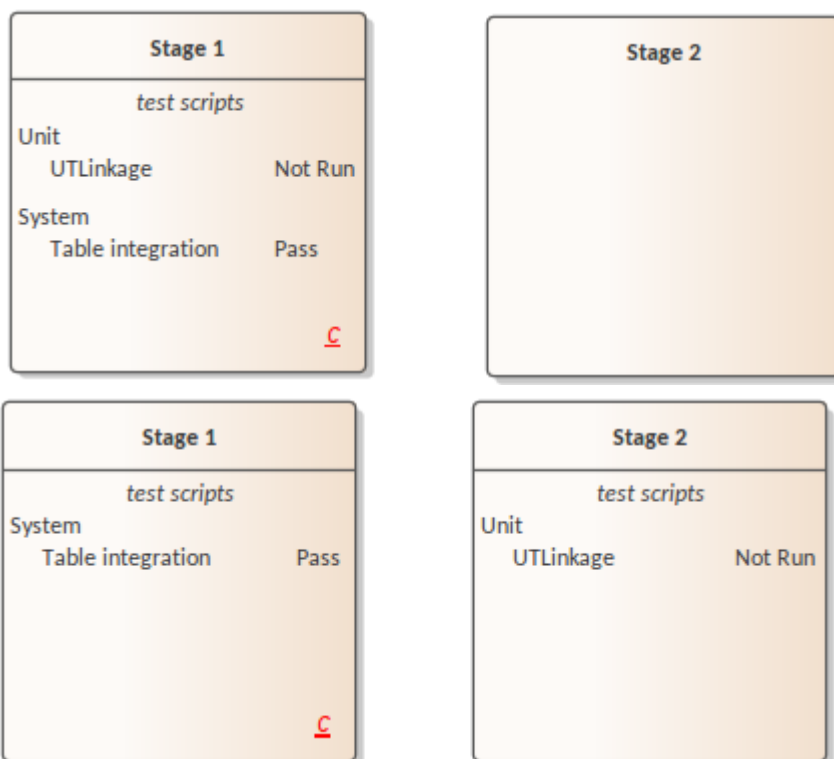 Stage 1
test scripts
Unit
UTLinkage Not Run
System
Table integration Pass
C
Stage 2
Stage 1
test scripts
System
Table integration Pass
C
Stage 2
test scripts
Unit
UTLinkage Not Run